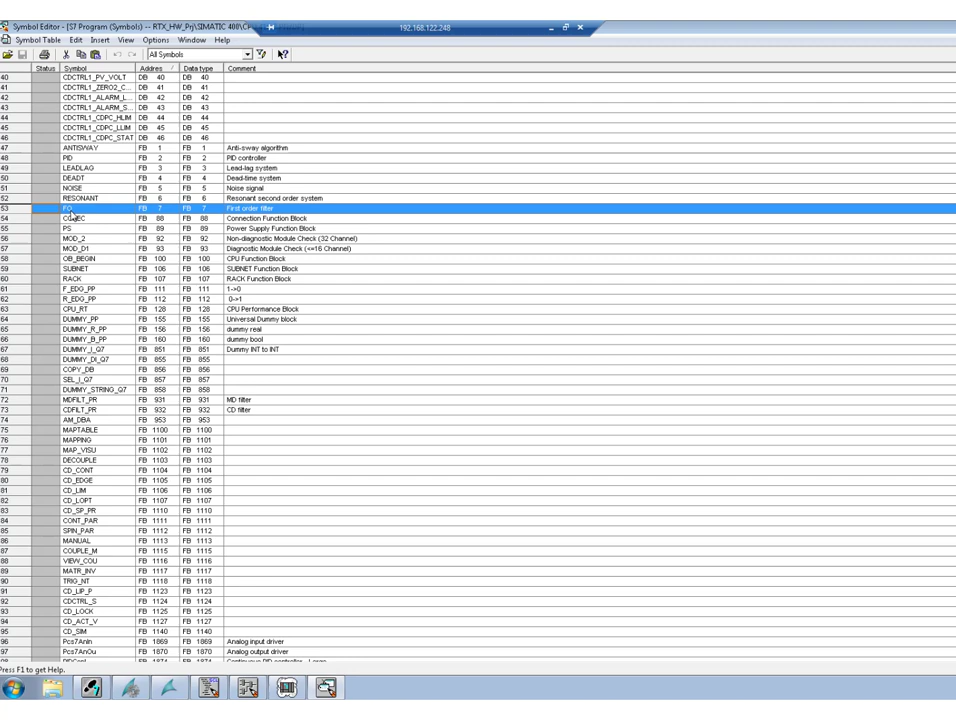 Symbol Editor - [S7 Program (Symbols) -- RTX_HW_Prj\SIMATIC 400\CP
192.168.122.248
Symbol Table Edit Insert View Options Window Help
All Symbols
Status Symbol Addres Data type Comment
40 CDCTRL1_PV_VOLT DB 40 DB 40
41 CDCTRL1_ZERO2_C... DB 41 DB 41
42 CDCTRL1_ALARM_L... DB 42 DB 42
43 CDCTRL1_ALARM_S... DB 43 DB 43
44 CDCTRL1_CDPC_HLIM DB 44 DB 44
45 CDCTRL1_CDPC_LLIM DB 45 DB 45
46 CDCTRL1_CDPC_STAT DB 46 DB 46
47 ANTISWAY FB 1 FB 1 Anti-sway algorithm
48 PID FB 2 FB 2 PID controller
49 LEADLAG FB 3 FB 3 Lead-lag system
50 DEADT FB 4 FB 4 Dead-time system
51 NOISE FB 5 FB 5 Noise signal
52 RESONANT FB 6 FB 6 Resonant second order system
53 FO FB 7 FB 7 First order filter
54 FB 88 FB 88 Connection Function Block
55 PS FB 89 FB 89 Power Supply Function Block
56 MOD_2 FB 92 FB 92 Non-diagnostic Module Check (32 Channel)
57 MOD_D1 FB 93 FB 93 Diagnostic Module Check (<=16 Channel)
58 OB_BEGIN FB 100 FB 100 CPU Function Block
59 SUBNET FB 106 FB 106 SUBNET Function Block
60 RACK FB 107 FB 107 RACK Function Block
61 F_EDG_PP FB 111 FB 111 1->0
62 R_EDG_PP FB 112 FB 112 0->1
63 CPU_RT FB 128 FB 128 CPU Performance Block
64 DUMMY_PP FB 155 FB 155 Universal Dummy block
65 DUMMY_R_PP FB 156 FB 156 dummy real
66 DUMMY_B_PP FB 160 FB 160 dummy bool
67 DUMMY_I_Q7 FB 851 FB 851 Dummy INT to INT
68 DUMMY_DI_Q7 FB 855 FB 855
69 COPY_DB FB 856 FB 856
70 SEL_I_Q7 FB 857 FB 857
71 DUMMY_STRING_Q7 FB 858 FB 858
72 MDFILT_PR FB 931 FB 931 MD filter
73 CDFILT_PR FB 932 FB 932 CD filter
74 AM_DBA FB 953 FB 953
75 MAPTABLE FB 1100 FB 1100
76 MAPPING FB 1101 FB 1101
77 MAP_VISU FB 1102 FB 1102
78 DECOUPLE FB 1103 FB 1103
79 CD_CONT FB 1104 FB 1104
80 CD_EDGE FB 1105 FB 1105
81 CD_LIM FB 1106 FB 1106
82 CD_LOPT FB 1107 FB 1107
83 CD_SP_PR FB 1110 FB 1110
84 CONT_PAR FB 1111 FB 1111
85 SPIN_PAR FB 1112 FB 1112
86 MANUAL FB 1113 FB 1113
87 COUPLE_M FB 1115 FB 1115
88 VIEW_COU FB 1116 FB 1116
89 MATR_INV FB 1117 FB 1117
90 TRIG_NT FB 1118 FB 1118
91 CD_LIP_P FB 1123 FB 1123
92 CDCTRL_S FB 1124 FB 1124
93 CD_LOCK FB 1125 FB 1125
94 CD_ACT_V FB 1127 FB 1127
95 CD_SIM FB 1140 FB 1140
96 Pcs7AnIn FB 1869 FB 1869 Analog input driver
97 Pcs7AnOu FB 1870 FB 1870 Analog output driver
98 PIDConL FB 1874 FB 1874 Continuous PID controller - Large
Press F1 to get Help.